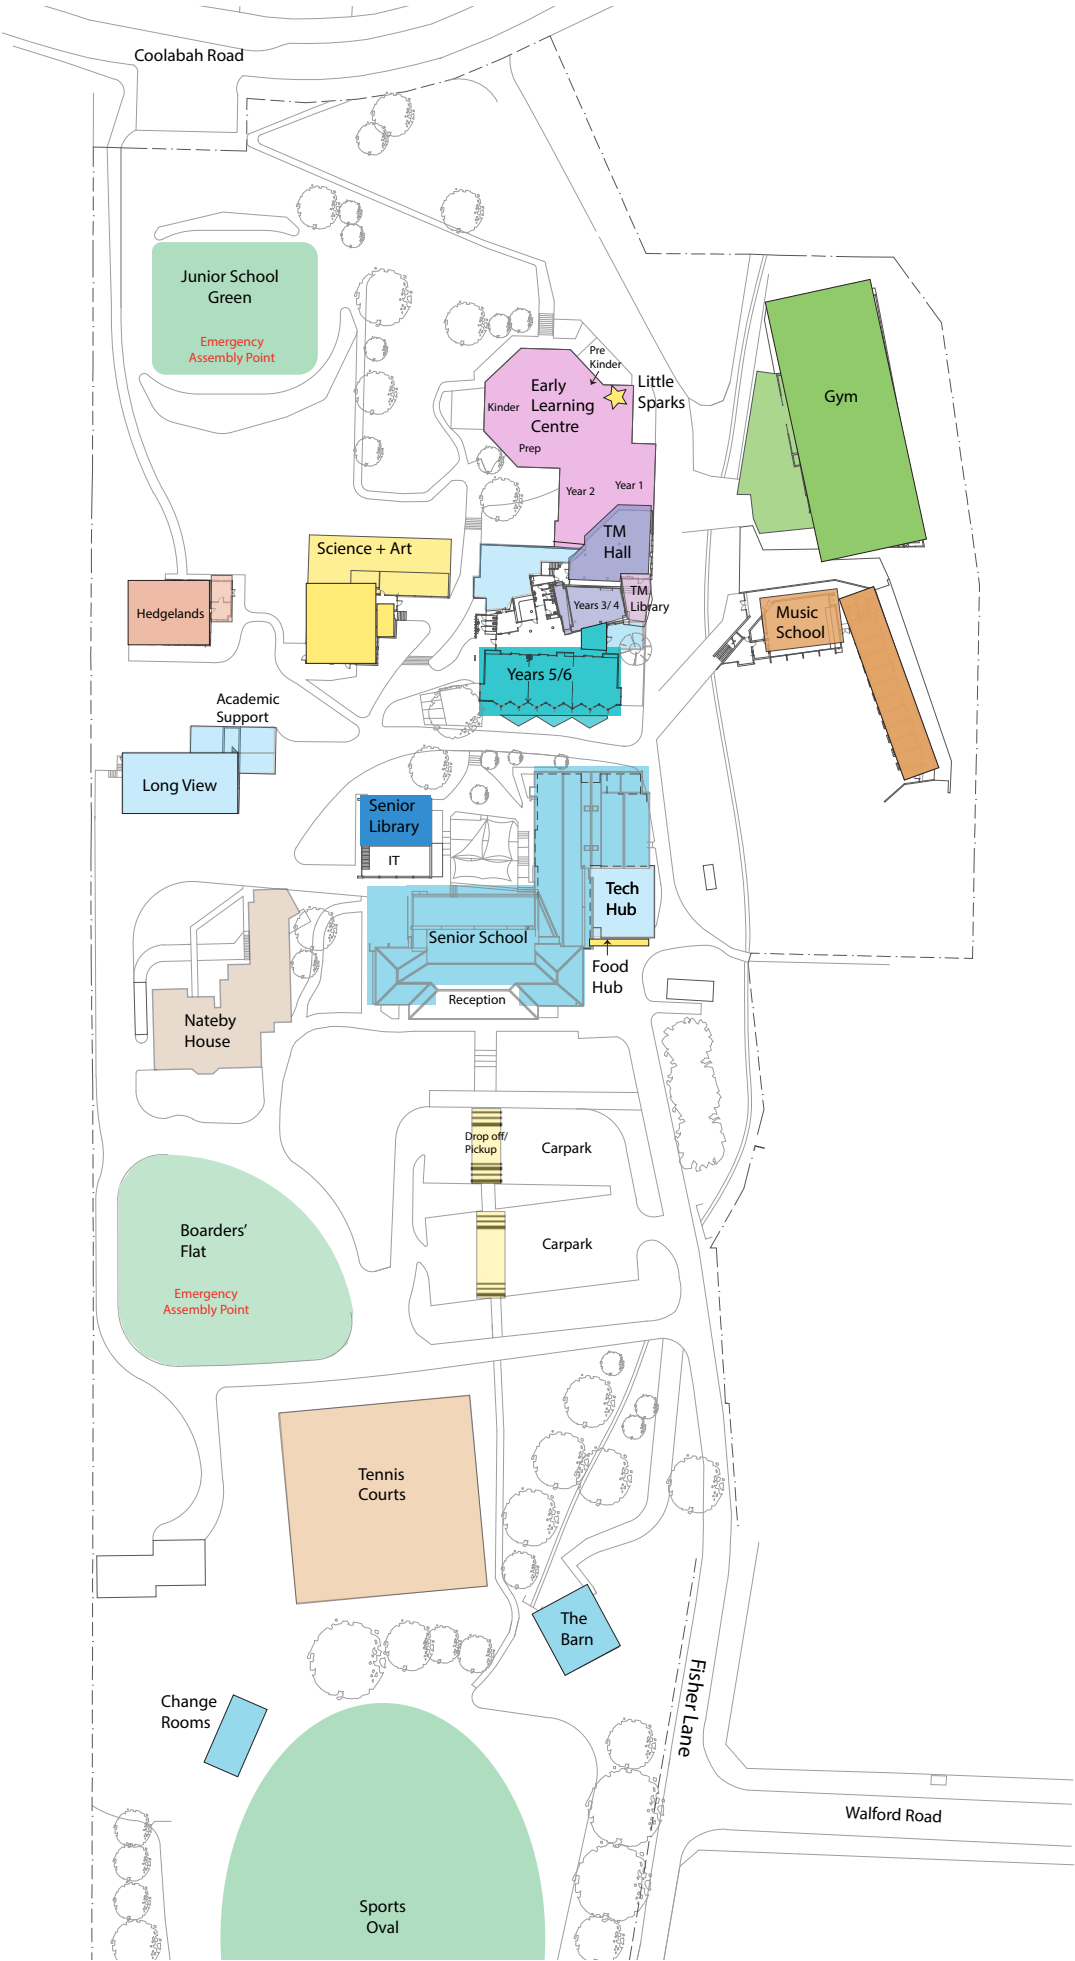 Coolabah Road
Junior School
Green
Emergency
Assembly Point
Pre
Kinder
Little
Sparks
Early
Learning
Centre
Kinder
Prep
Year 2
Year 1
Gym
TM
Hall
Science + Art
TM
Library
Years 3/ 4
Hedgelands
Music
School
Years 5/6
Academic
Support
Long View
Senior
Library
IT
Tech
Hub
Senior School
Food
Hub
Reception
Nateby
House
Drop off/
Pickup
Carpark
Boarders’
Flat
Carpark
Emergency
Assembly Point
Tennis
Courts
The
Barn
Fisher Lane
Change
Rooms
Walford Road
Sports
Oval